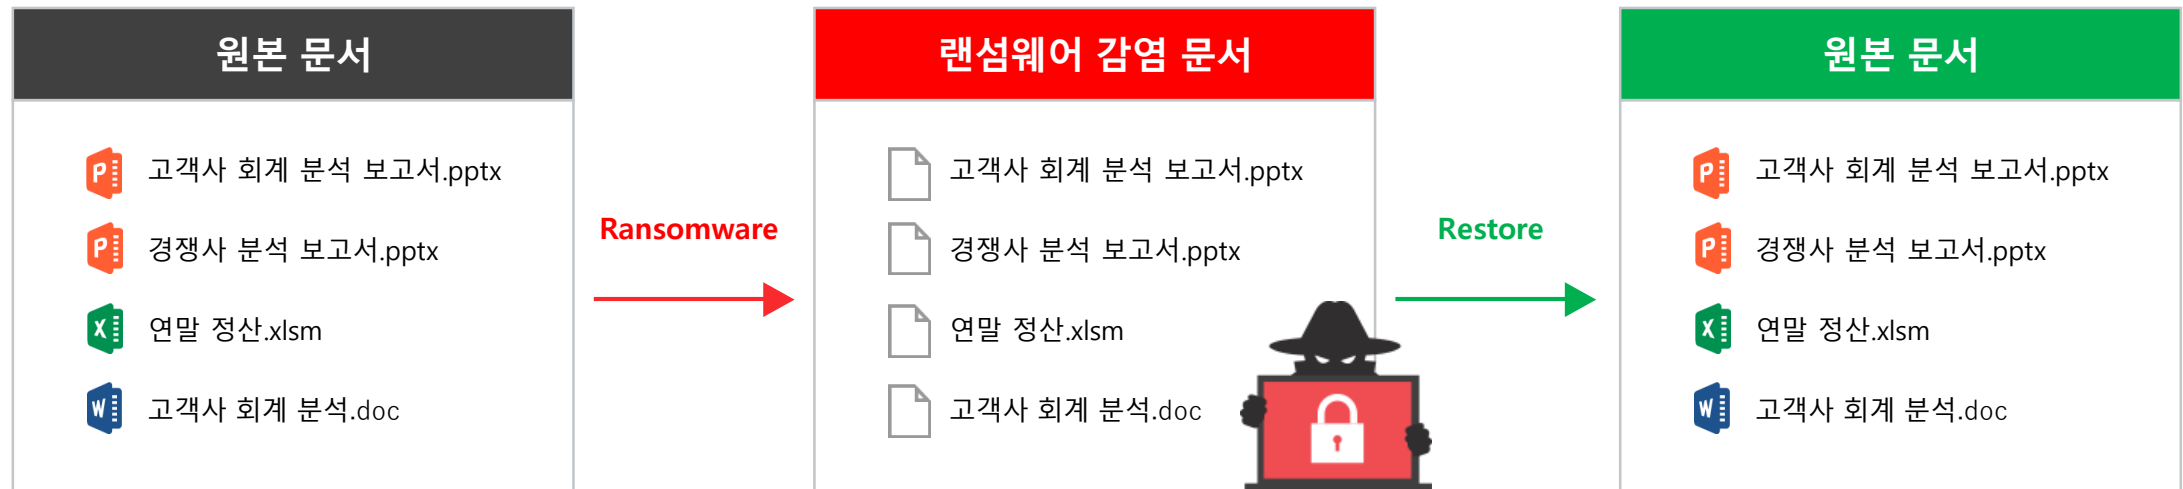 원본 문서
고객사 회계 분석 보고서.pptx
경쟁사 분석 보고서.pptx
연말 정산.xlsm
고객사 회계 분석.doc
Ransomware
랜섬웨어 감염 문서
고객사 회계 분석 보고서.pptx
경쟁사 분석 보고서.pptx
연말 정산.xlsm
고객사 회계 분석.doc
Restore
원본 문서
고객사 회계 분석 보고서.pptx
경쟁사 분석 보고서.pptx
연말 정산.xlsm
고객사 회계 분석.doc